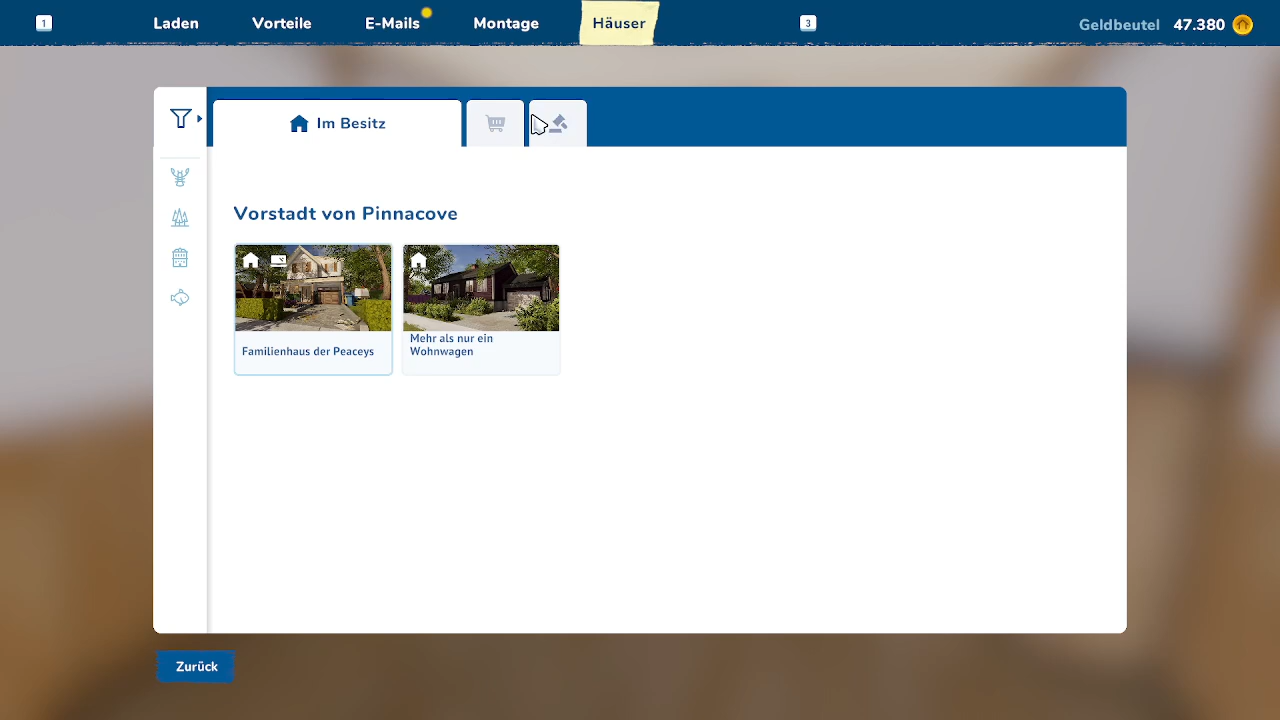 1 Laden Vorteile E-Mails Montage Häuser 3 Geldbeutel 47.380
Im Besitz
Vorstadt von Pinnacove
Familienhaus der Peaceys
Mehr als nur ein
Wohnwagen
Zurück